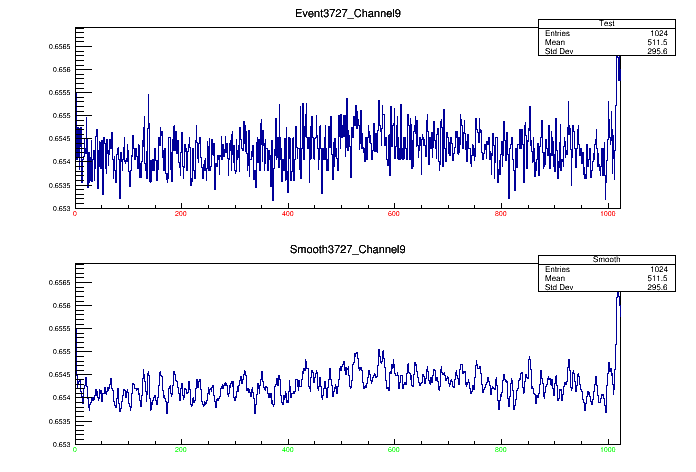 Event3727_Channel9
Test
Entries 1024
Mean 511.5
Std Dev 295.6
0.6565
0.656
0.6555
0.655
0.6545
0.654
0.6535
0.653
0 200 400 600 800 1000
Smooth3727_Channel9
Smooth
Entries 1024
Mean 511.5
Std Dev 295.6
0.6565
0.656
0.6555
0.655
0.6545
0.654
0.6535
0.653
0 200 400 600 800 1000